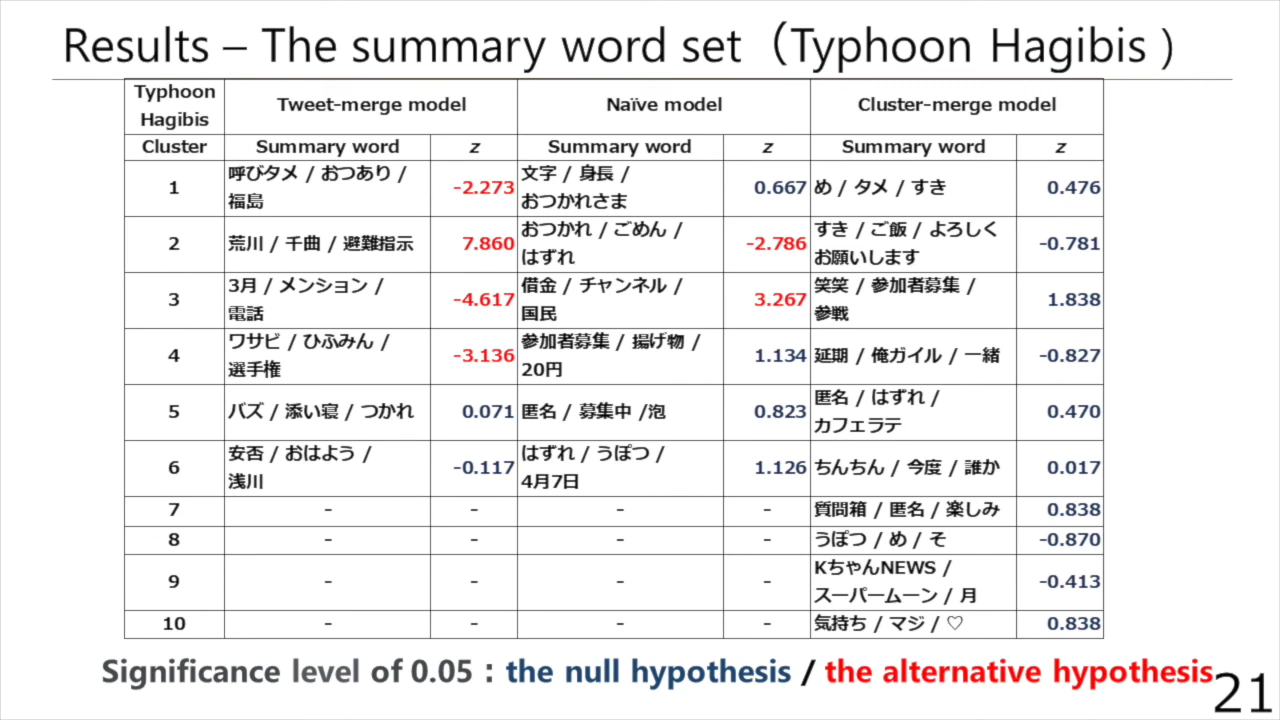 Results – The summary word set（Typhoon Hagibis ）
Typhoon Hagibis Tweet-merge model Naïve model Cluster-merge model
Cluster Summary word z Summary word z Summary word z
1 呼びタメ / おつあり / 福島 -2.273 文字 / 身長 / おつかれさま 0.667 め / タメ / すき 0.476
2 荒川 / 千曲 / 避難指示 7.860 おつかれ / ごめん / はずれ -2.786 すき / ご飯 / よろしくお願いします -0.781
3 3月 / メンション / 電話 -4.617 借金 / チャンネル / 国民 3.267 笑笑 / 参加者募集 / 参戦 1.838
4 ワサビ / ひふみん / 選手権 -3.136 参加者募集 / 揚げ物 / 20円 1.134 延期 / 俺ガイル / 一緒 -0.827
5 バズ / 添い寝 / つかれ 0.071 匿名 / 募集中 /泡 0.823 匿名 / はずれ / カフェラテ 0.470
6 安否 / おはよう / 浅川 -0.117 はずれ / うぽつ / 4月7日 1.126 ちんちん / 今度 / 誰か 0.017
7 - - - - 質問箱 / 匿名 / 楽しみ 0.838
8 - - - - うぽつ / め / そ -0.870
9 - - - - KちゃんNEWS / スーパームーン / 月 -0.413
10 - - - - 気持ち / マジ / ♡ 0.838
Significance level of 0.05：the null hypothesis / the alternative hypothesis
21